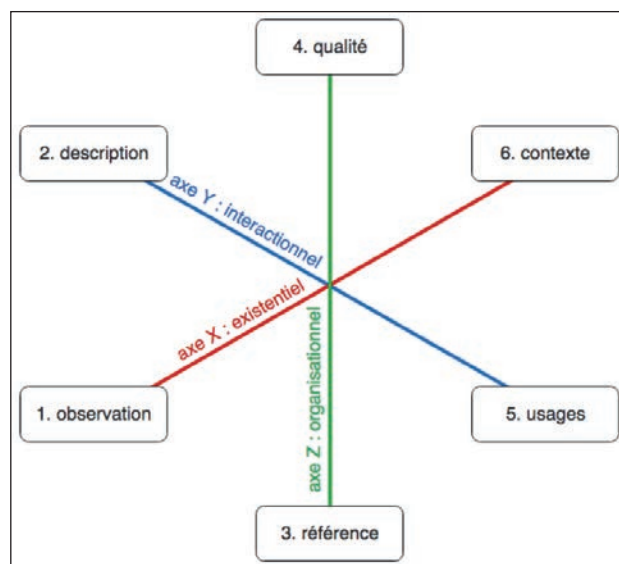 4. qualité
2. description
6. contexte
axe Y : interactionnel
axe X : existentiel
axe Z : organisationnel
1. observation
5. usages
3. référence